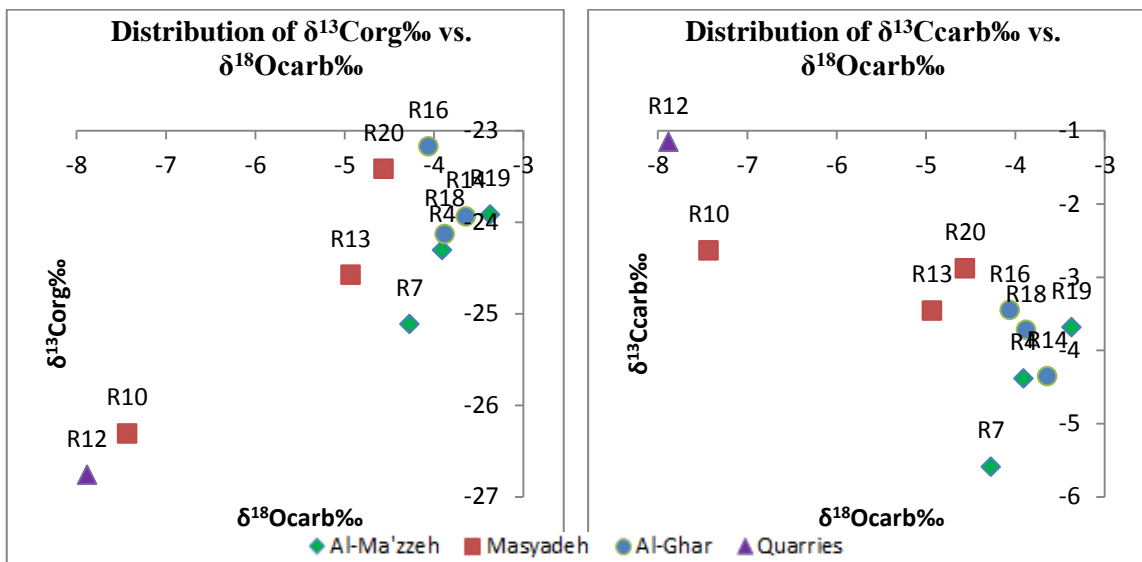 Distribution of δ¹³Corg‰ vs.
δ¹⁸Ocarb‰
R16
R20
-23
-8
-7
-6
-5
-4
-3
R14
R19
R18
R4
-24
R13
R7
-25
R10
-26
R12
-27
δ¹³Corg‰
δ¹⁸Ocarb‰
Distribution of δ¹³Ccarb‰ vs.
δ¹⁸Ocarb‰
R12
-1
-8
-7
-6
-5
-4
-3
R10
-2
R20
R13
R16
R19
-3
R18
R4
R14
-4
R7
-5
-6
δ¹³Ccarb‰
δ¹⁸Ocarb‰
Al-Ma'zzeh
Masyadeh
Al-Ghar
Quarries